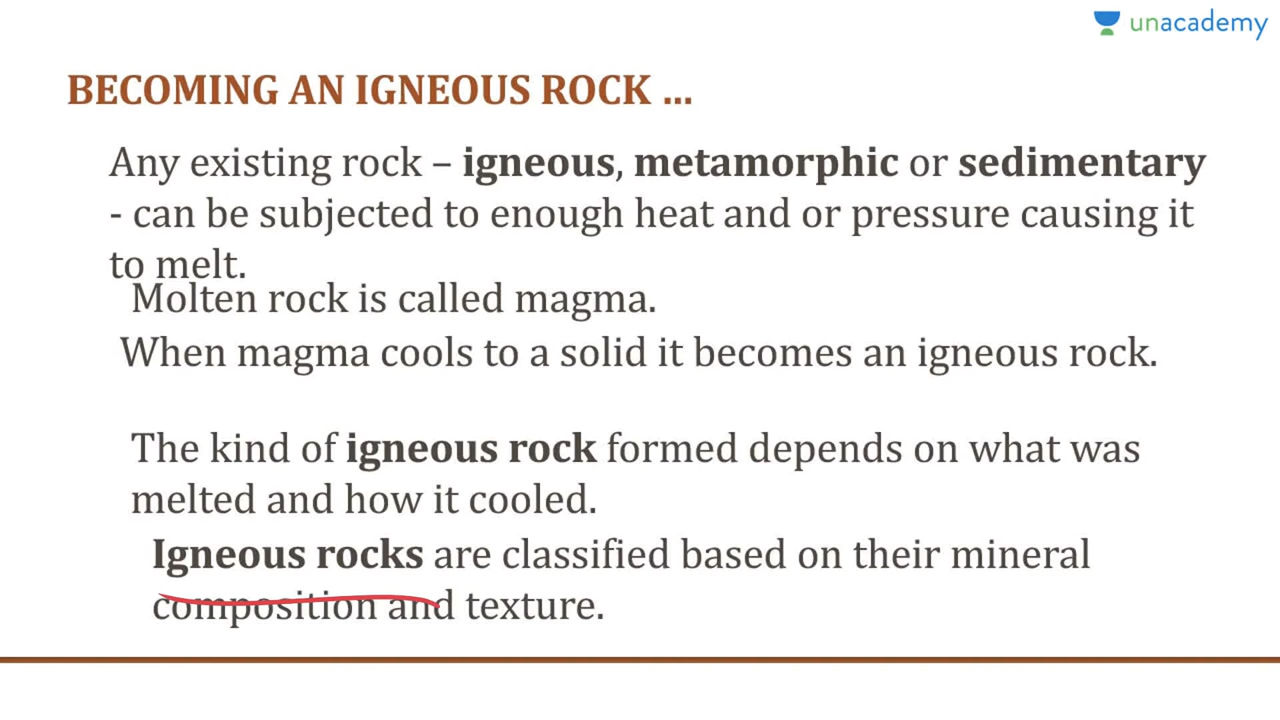 unacademy
BECOMING AN IGNEOUS ROCK ...
Any existing rock – igneous, metamorphic or sedimentary
- can be subjected to enough heat and or pressure causing it
to melt.
Molten rock is called magma.
When magma cools to a solid it becomes an igneous rock.
The kind of igneous rock formed depends on what was
melted and how it cooled.
Igneous rocks are classified based on their mineral
composition and texture.